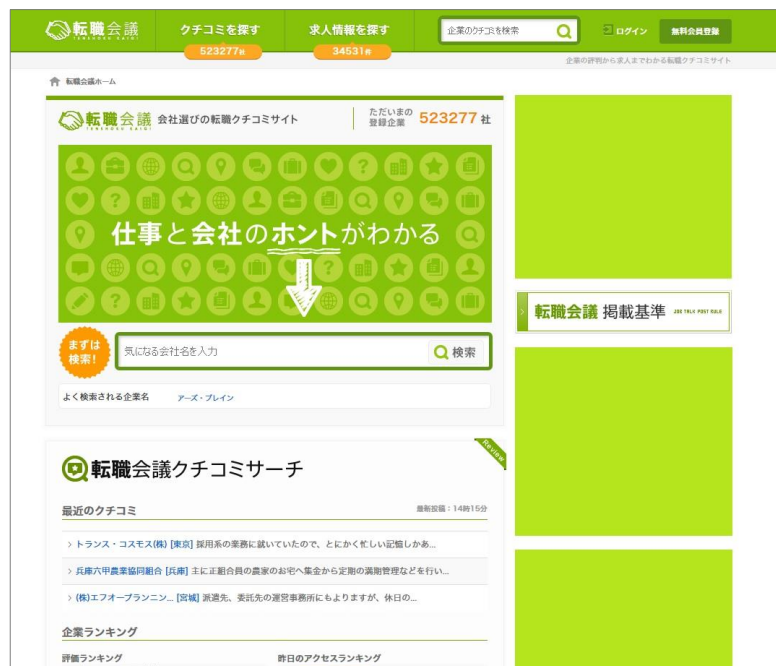 転職会議
TENSHOKU KAIGI
クチコミを探す
求人情報を探す
企業のクチコミを検索
ログイン
無料会員登録
523277社
34531件
企業の評判から求人までわかる転職クチコミサイト
転職会議ホーム
転職会議 会社選びの転職クチコミサイト
TENSHOKU KAIGI
ただいまの
登録企業 523277 社
仕事と会社のホントがわかる
まずは
検索!
気になる会社名を入力
検索
よく検索される企業名 アーズ・ブレイン
転職会議 掲載基準 JOB TALK POST RULE
転職会議クチコミサーチ
Review
最近のクチコミ
最新投稿:14時15分
トランス・コスモス(株) [東京] 採用系の業務に就いていたので、とにかく忙しい記憶しかあ...
兵庫六甲農業協同組合 [兵庫] 主に正組合員の農家のお宅へ集金から定期の満期管理などを行い...
(株)エフオープランニン... [宮城] 派遣先、委託先の運営事務所にもよりますが、休日の...
企業ランキング
評価ランキング
昨日のアクセスランキング